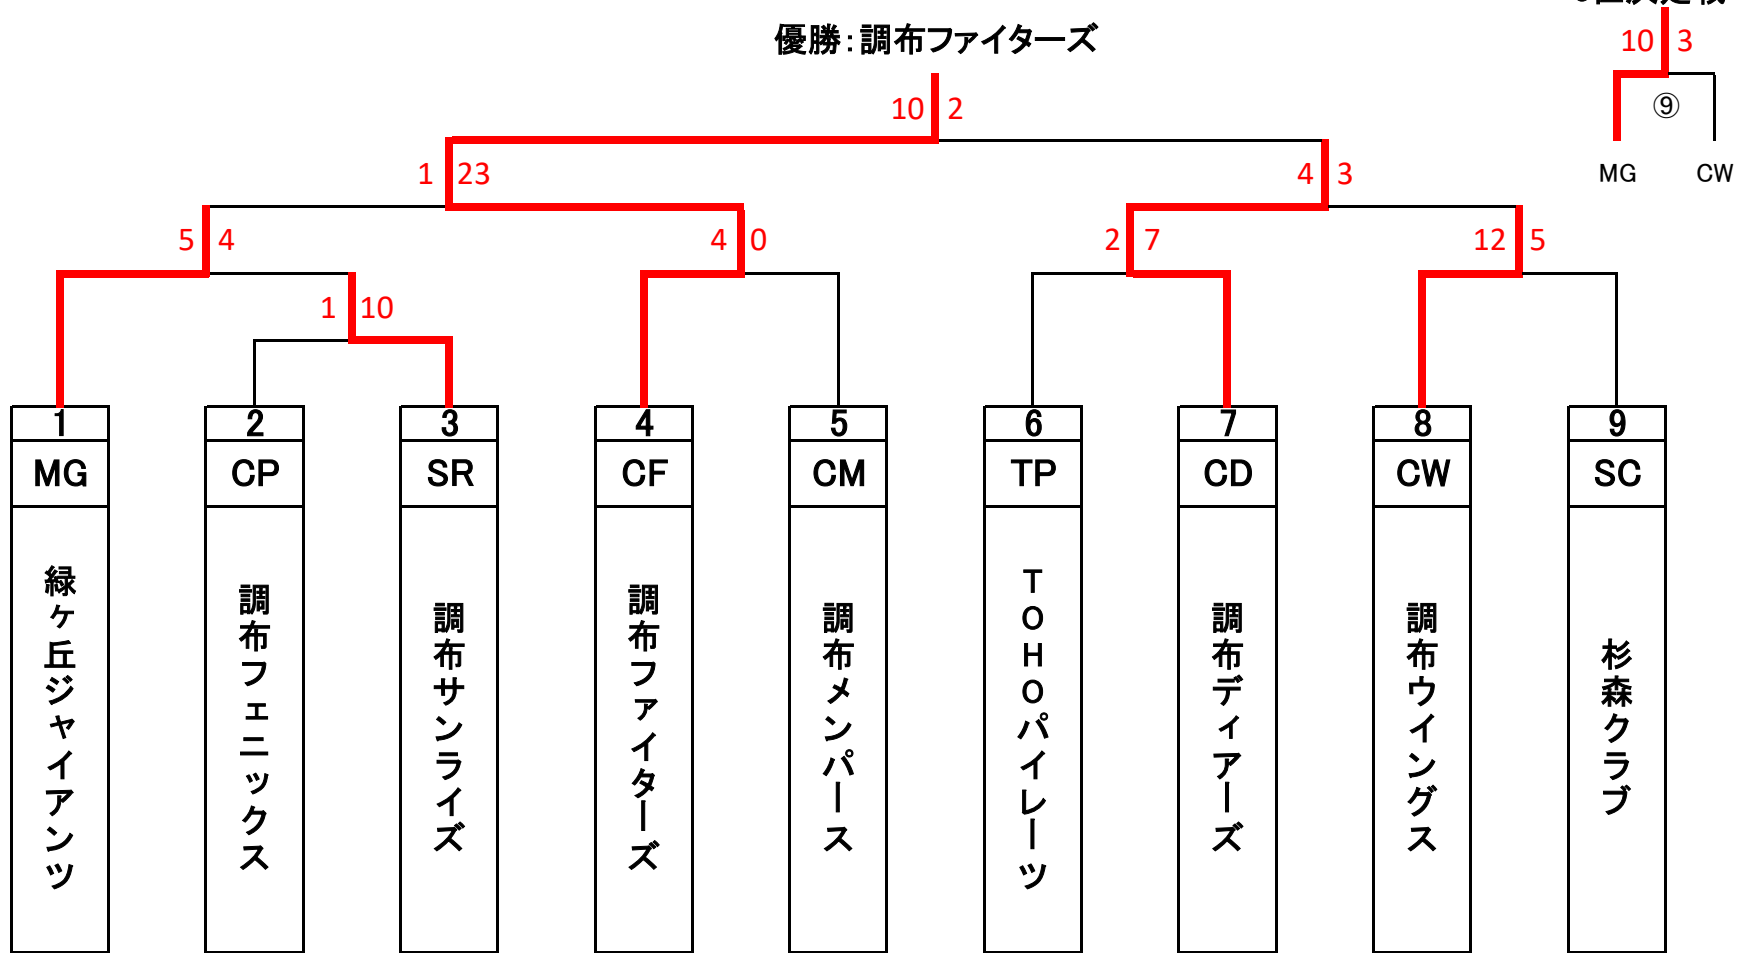 優勝：調布ファイターズ
10 3
⑨
MG CW
10 2
1 23
4 3
5 4
4 0
2 7
12 5
1 10
1 2 3 4 5 6 7 8 9
MG CP SR CF CM TP CD CW SC
緑ヶ丘ジャイアンツ
調布フェニックス
調布サンライズ
調布ファイターズ
調布メンパース
TOHOパイレーツ
調布ディアーズ
調布ウイングス
杉森クラブ